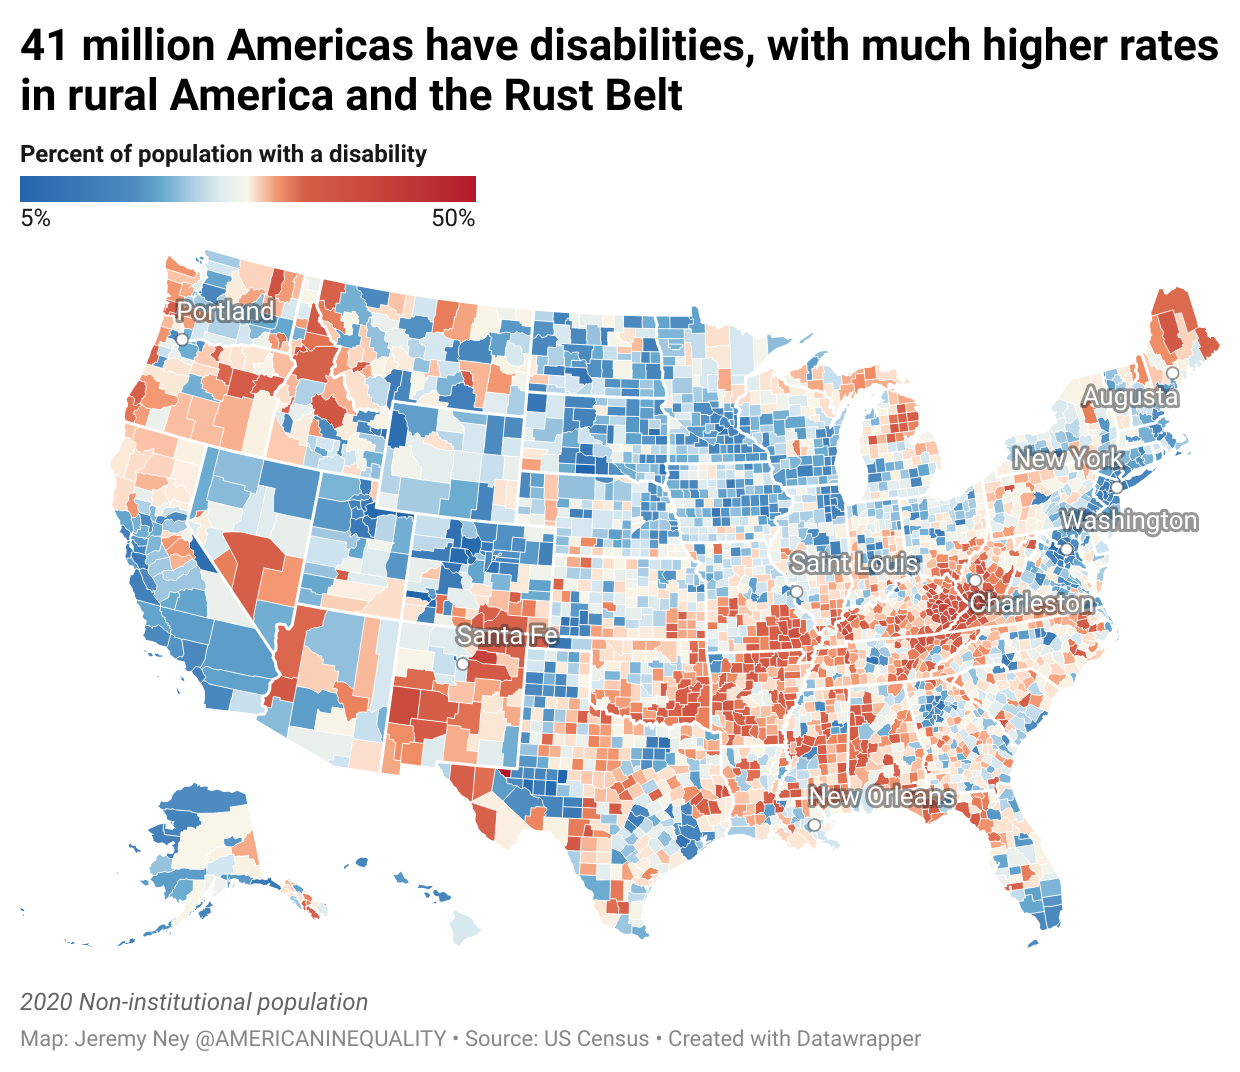 41 million Americas have disabilities, with much higher rates
in rural America and the Rust Belt
Percent of population with a disability
5%
50%
Portland
Augusta
New York
Washington
Saint Louis
Charleston
Santa Fe
New Orleans
2020 Non-institutional population
Map: Jeremy Ney @AMERICANINEQUALITY • Source: US Census • Created with Datawrapper